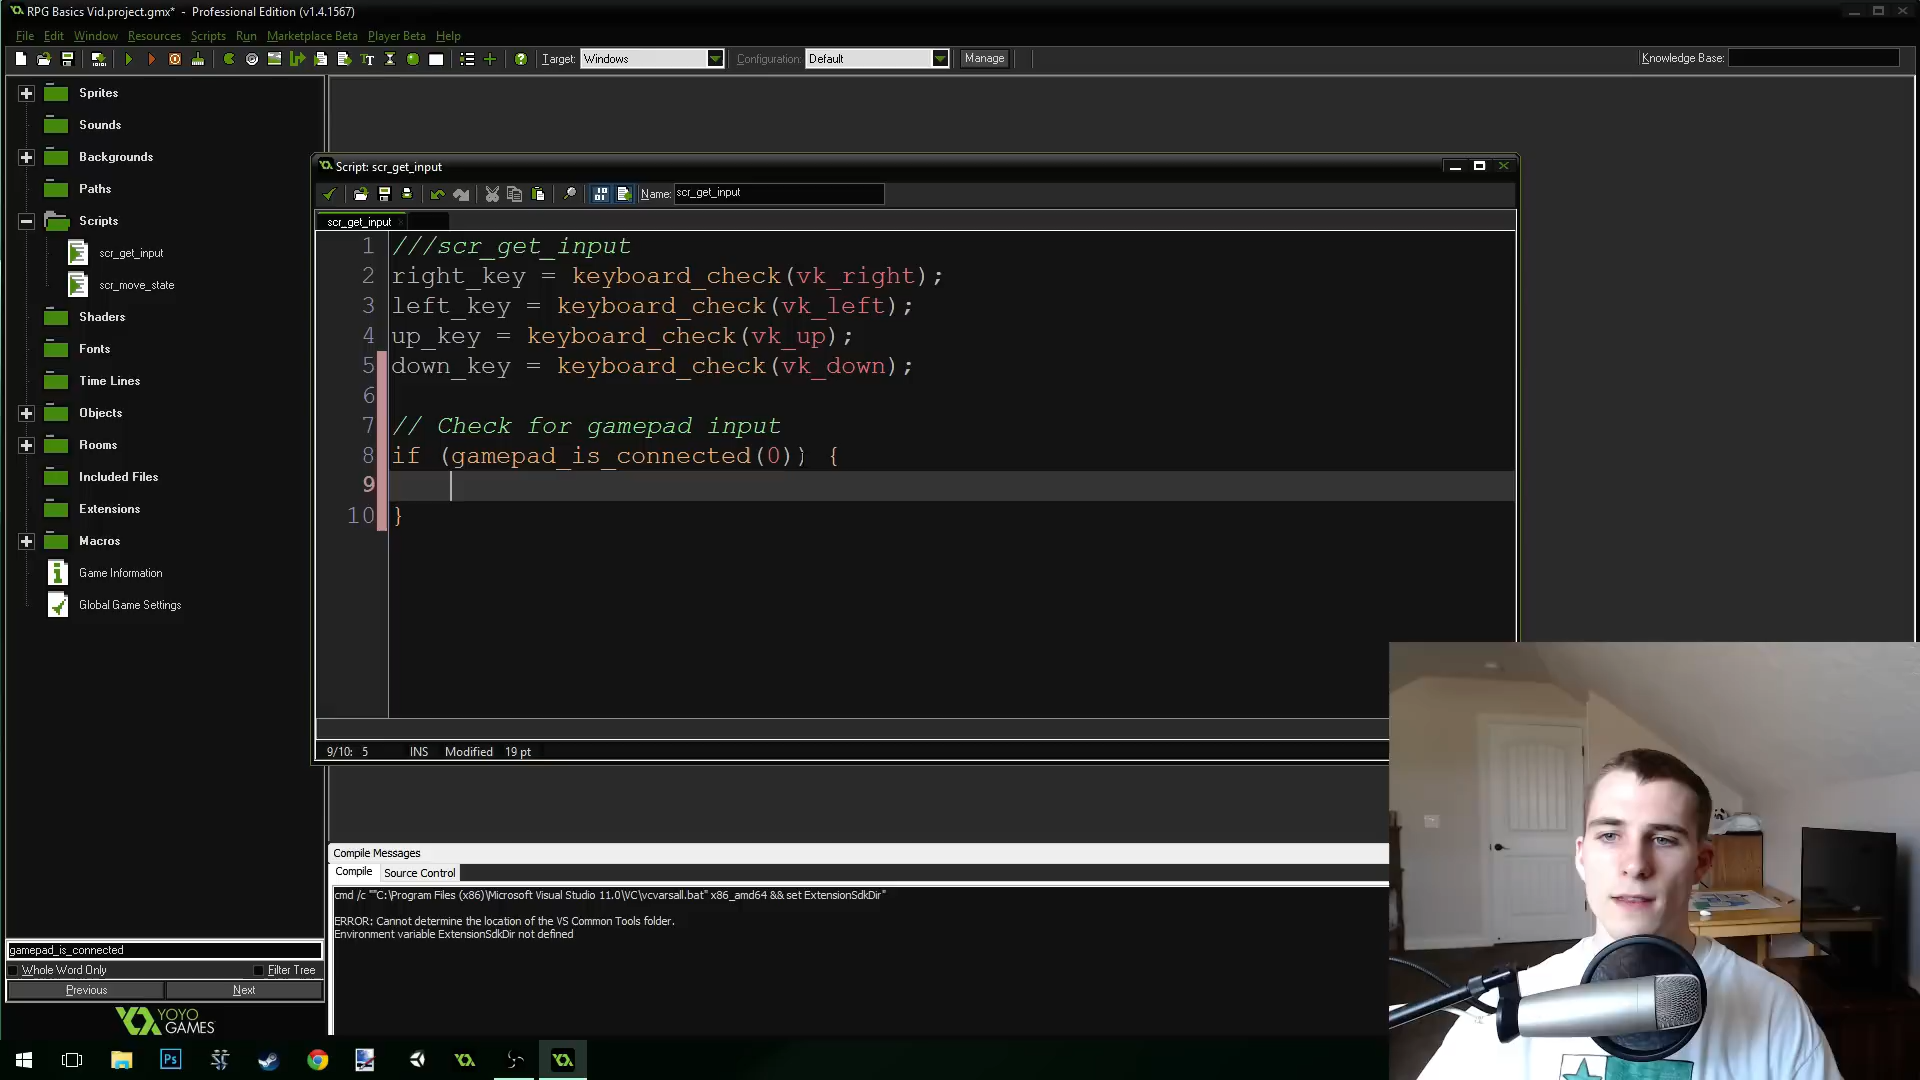 RPG Basics Vid.project.gmx* - Professional Edition (v1.4.1567)
File Edit Window Resources Scripts Run Marketplace Beta Player Beta Help
Target: Windows Configuration: Default Manage Knowledge Base:
Sprites
Sounds
Backgrounds
Paths
Scripts
scr_get_input
scr_move_state
Shaders
Fonts
Time Lines
Objects
Rooms
Included Files
Extensions
Macros
Game Information
Global Game Settings
gamepad_is_connected
Whole Word Only Filter Tree
Previous Next
YOYO
GAMES
Script: scr_get_input
Name: scr_get_input
scr_get_input
1 ///scr_get_input
2 right_key = keyboard_check(vk_right);
3 left_key = keyboard_check(vk_left);
4 up_key = keyboard_check(vk_up);
5 down_key = keyboard_check(vk_down);
6
7 // Check for gamepad input
8 if (gamepad_is_connected(0)) {
9
10 }
9/10: 5 INS Modified 19 pt
Compile Messages
Compile Source Control
cmd /c ""C:\Program Files (x86)\Microsoft Visual Studio 11.0\VC\vcvarsall.bat" x86_amd64 && set ExtensionSdkDir"
ERROR: Cannot determine the location of the VS Common Tools folder.
Environment variable ExtensionSdkDir not defined
Ps